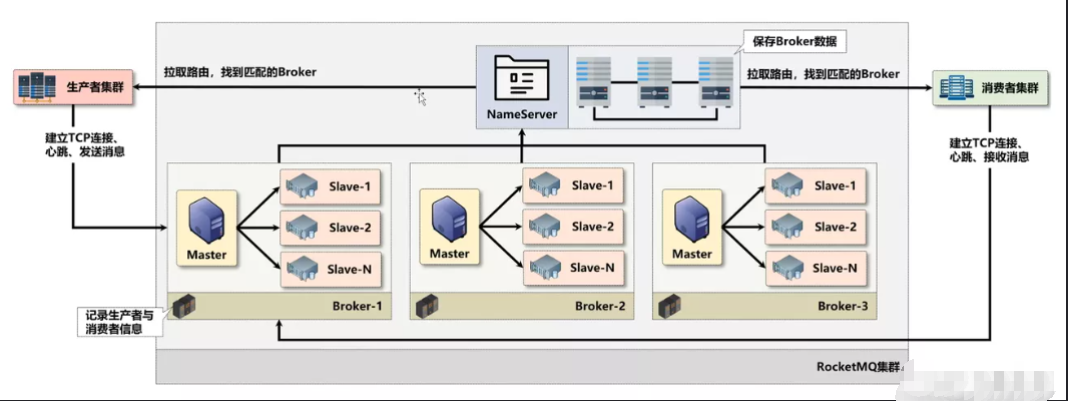 保存Broker数据
拉取路由，找到匹配的Broker
拉取路由，找到匹配的Broker
生产者集群
NameServer
消费者集群
建立TCP连接、
心跳、发送消息
建立TCP连接、
心跳、接收消息
Master
Slave-1
Slave-2
Slave-N
Broker-1
Master
Slave-1
Slave-2
Slave-N
Broker-2
Master
Slave-1
Slave-2
Slave-N
Broker-3
记录生产者与
消费者信息
RocketMQ集群